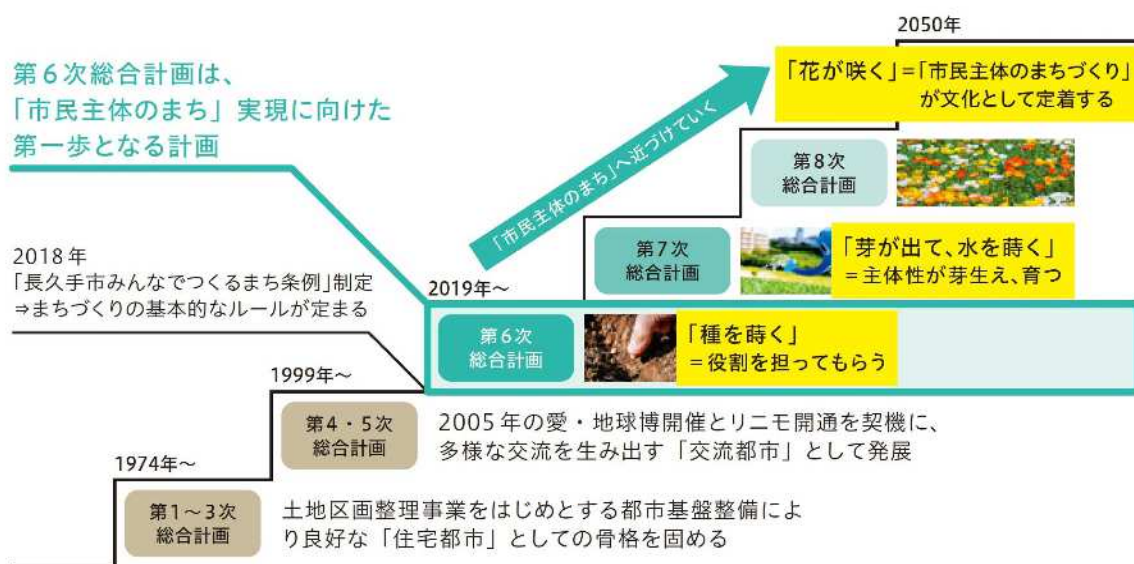 2050年
「花が咲く」＝「市民主体のまちづくり」
が文化として定着する
第6次総合計画は、
「市民主体のまち」実現に向けた
第一歩となる計画
「市民主体のまち」へ近づけていく
第8次
総合計画
第7次
総合計画
「芽が出て、水を蒔く」
＝主体性が芽生え、育つ
2018年
「長久手市みんなでつくるまち条例」制定
⇒まちづくりの基本的なルールが定まる
2019年～
第6次
総合計画
「種を蒔く」
＝役割を担ってもらう
1999年～
第4・5次
総合計画
2005年の愛・地球博開催とリニモ開通を契機に、
多様な交流を生み出す「交流都市」として発展
1974年～
第1～3次
総合計画
土地区画整理事業をはじめとする都市基盤整備によ
り良好な「住宅都市」としての骨格を固める